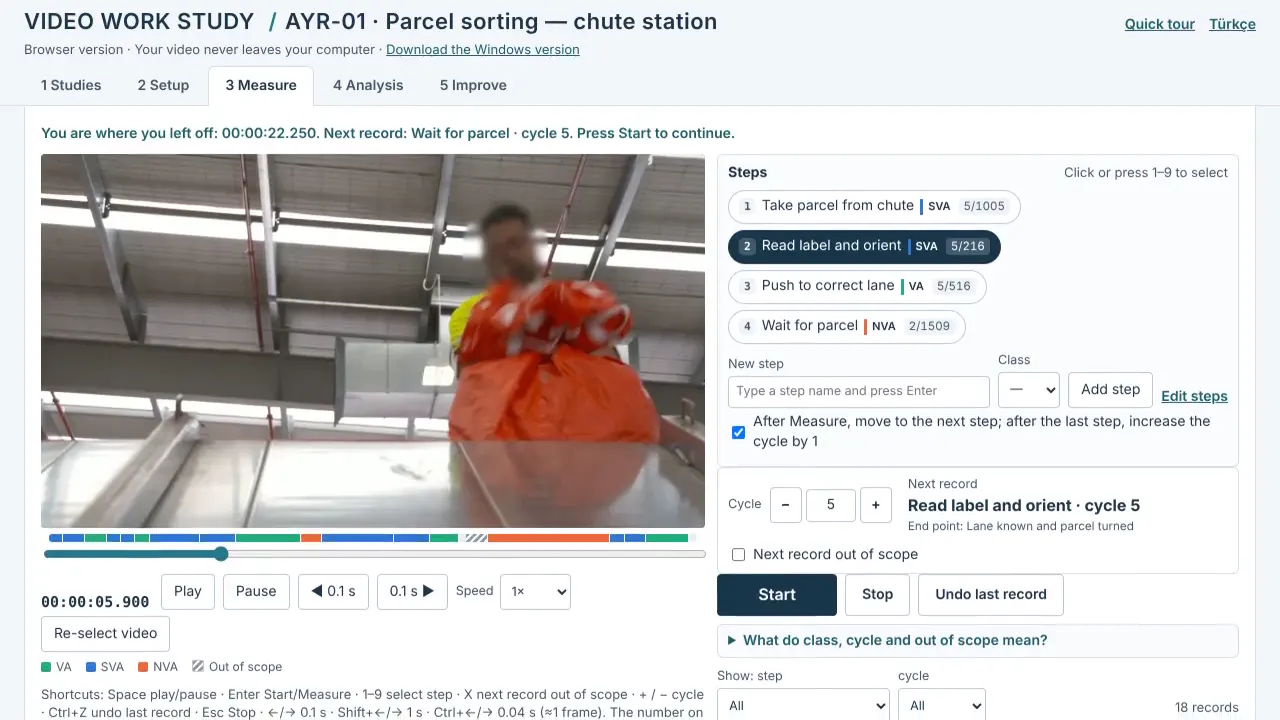 VIDEO WORK STUDY / AYR-01 · Parcel sorting — chute station
Quick tour Türkçe
Browser version · Your video never leaves your computer · Download the Windows version
1 Studies 2 Setup 3 Measure 4 Analysis 5 Improve
You are where you left off: 00:00:22.250. Next record: Wait for parcel · cycle 5. Press Start to continue.
Steps Click or press 1–9 to select
1 Take parcel from chute SVA 5/1005
2 Read label and orient SVA 5/216
3 Push to correct lane VA 5/516
4 Wait for parcel NVA 2/1509
New step Class
Type a step name and press Enter — Add step Edit steps
After Measure, move to the next step; after the last step, increase the
cycle by 1
Cycle − 5 +
Next record
Read label and orient · cycle 5
End point: Lane known and parcel turned
Next record out of scope
Start Stop Undo last record
What do class, cycle and out of scope mean?
Show: step cycle
All All 18 records
00:00:05.900 Play Pause ◀ 0.1 s 0.1 s ▶ Speed 1×
Re-select video
VA SVA NVA Out of scope
Shortcuts: Space play/pause · Enter Start/Measure · 1–9 select step · X next record out of scope · + / − cycle
· Ctrl+Z undo last record · Esc Stop · ←/→ 0.1 s · Shift+←/→ 1 s · Ctrl+←/→ 0.04 s (≈1 frame). The number on